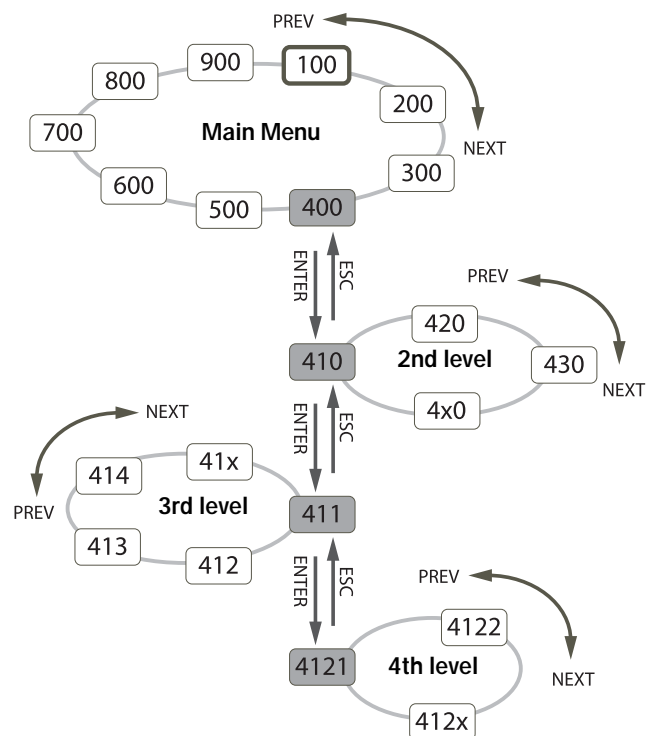 PREV
900
100
800
200
700
Main Menu
NEXT
600
300
500
400
ENTER
ESC
PREV
420
410
2nd level
430
NEXT
4x0
ENTER
ESC
NEXT
414
41x
PREV
3rd level
411
413
412
ENTER
ESC
PREV
4122
4121
4th level
NEXT
412x